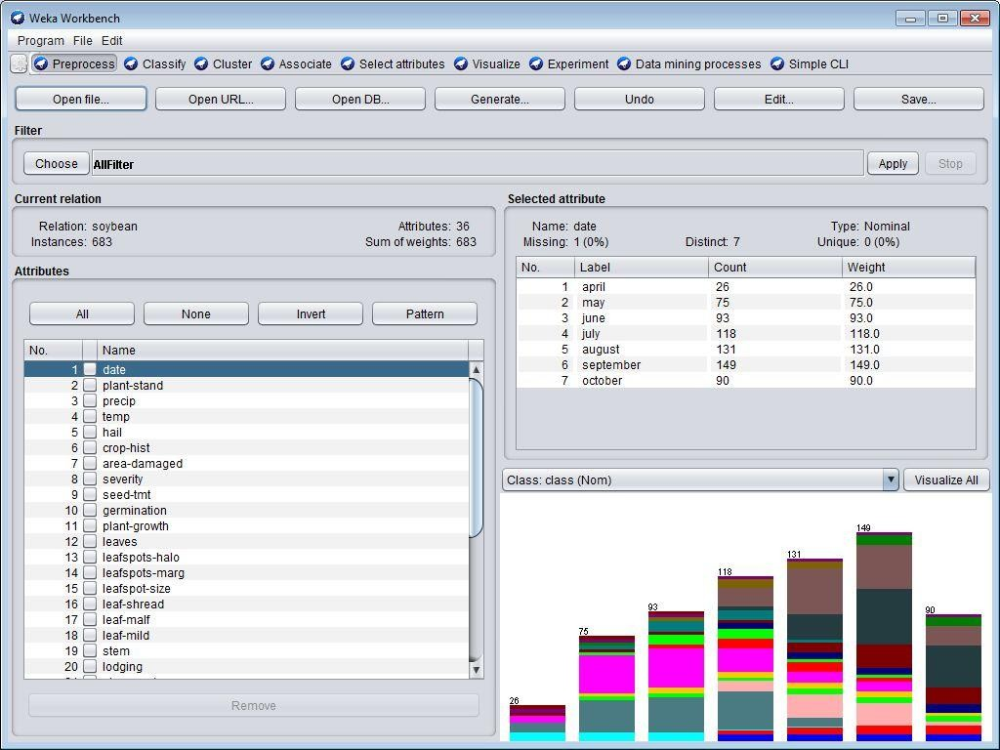 Weka Workbench
Program File Edit
Preprocess Classify Cluster Associate Select attributes Visualize Experiment Data mining processes Simple CLI
Open file... Open URL... Open DB... Generate... Undo Edit... Save...
Filter
Choose AllFilter Apply Stop
Current relation
Relation: soybean Attributes: 36
Instances: 683 Sum of weights: 683
Attributes
All None Invert Pattern
No. Name
1 date
2 plant-stand
3 precip
4 temp
5 hail
6 crop-hist
7 area-damaged
8 severity
9 seed-tmt
10 germination
11 plant-growth
12 leaves
13 leafspots-halo
14 leafspots-marg
15 leafspot-size
16 leaf-shread
17 leaf-malf
18 leaf-mild
19 stem
20 lodging
Remove
Selected attribute
Name: date Type: Nominal
Missing: 1 (0%) Distinct: 7 Unique: 0 (0%)
No. Label Count Weight
1 april 26 26.0
2 may 75 75.0
3 june 93 93.0
4 july 118 118.0
5 august 131 131.0
6 september 149 149.0
7 october 90 90.0
Class: class (Nom) Visualize All
26 75 93 118 131 149 90